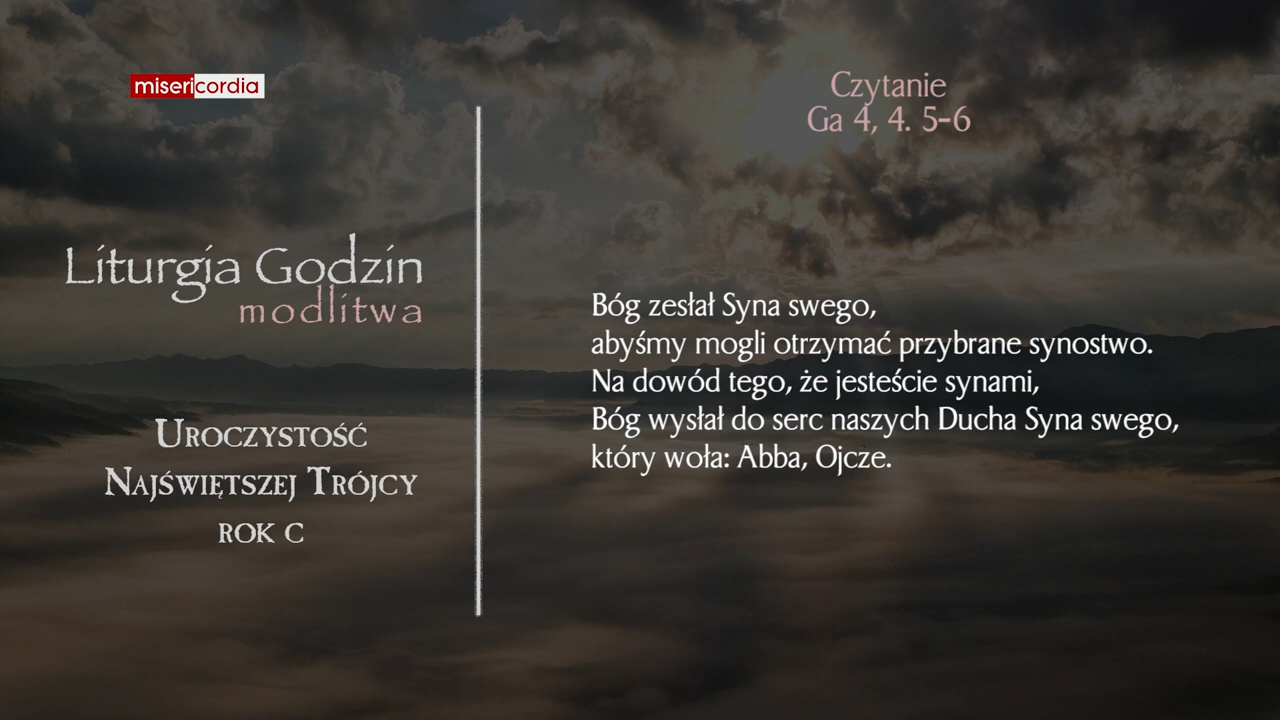 misericordia
Liturgia Godzin
modlitwa
Uroczystość
Najświętszej Trójcy
rok C
Czytanie
Ga 4, 4. 5-6
Bóg zesłał Syna swego,
abyśmy mogli otrzymać przybrane synostwo.
Na dowód tego, że jesteście synami,
Bóg wysłał do serc naszych Ducha Syna swego,
który woła: Abba, Ojcze.